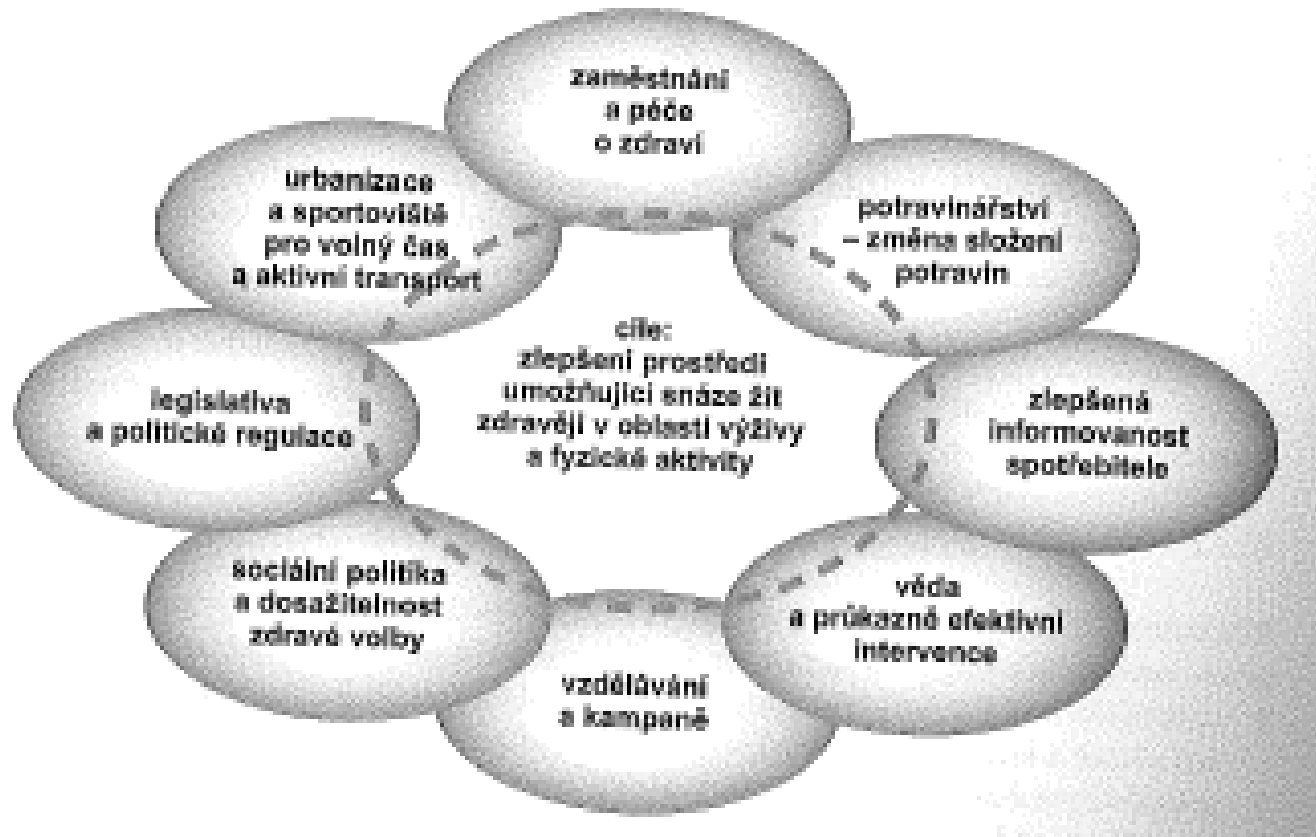 zaměstnání
a péče
o zdraví
potravinářství
– změna složení
potravin
zlepšená
informovanost
spotřebitele
věda
a průkazné efektivní
intervence
vzdělávání
a kampaně
sociální politika
a dosažitelnost
zdravé volby
legislativa
a politické regulace
urbanizace
a sportoviště
pro volný čas
a aktivní transport
cíle:
zlepšení prostředí
umožňující snáze žít
zdravěji v oblasti výživy
a fyzické aktivity